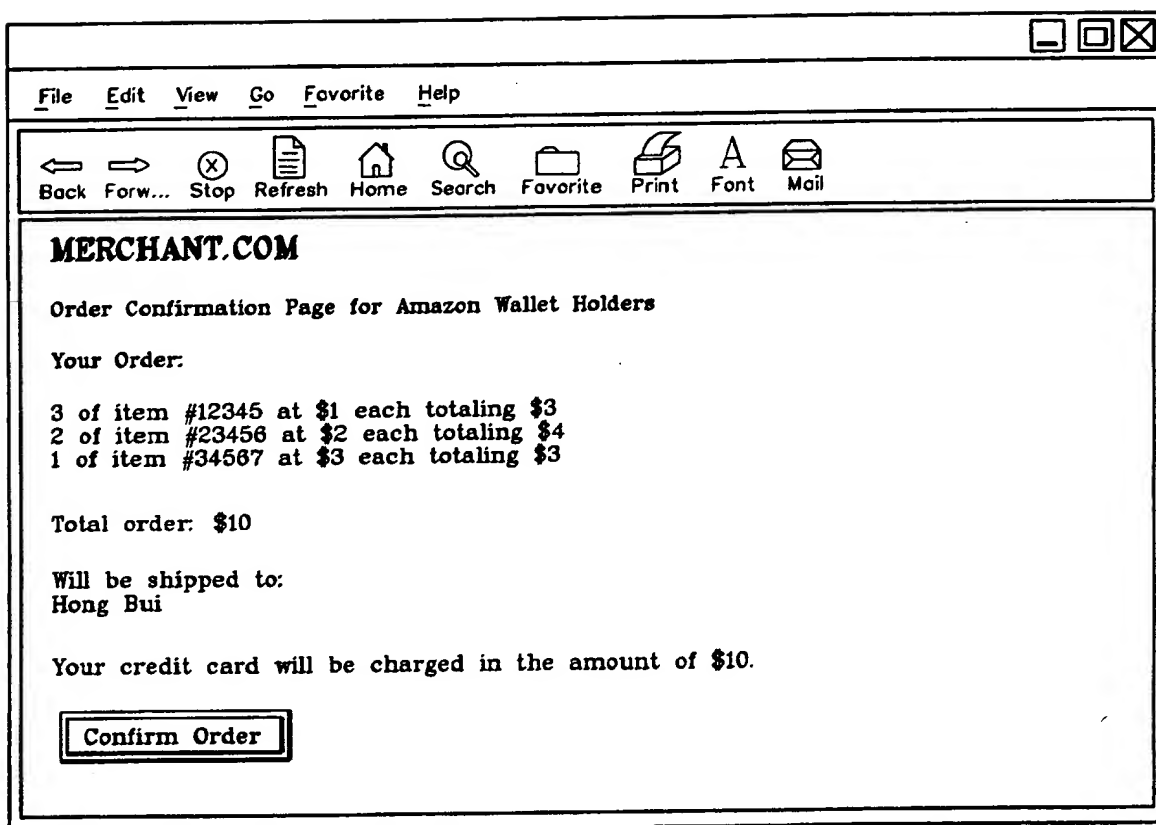 File Edit View Go Favorite Help
Back Forw... Stop Refresh Home Search Favorite Print Font Mail
MERCHANT.COM
Order Confirmation Page for Amazon Wallet Holders
Your Order:
3 of item #12345 at $1 each totaling $3
2 of item #23456 at $2 each totaling $4
1 of item #34567 at $3 each totaling $3
Total order: $10
Will be shipped to:
Hong Bui
Your credit card will be charged in the amount of $10.
Confirm Order